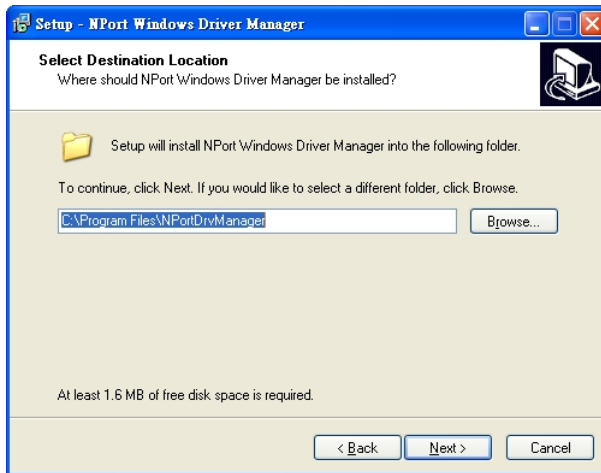 Setup - NPort Windows Driver Manager
Select Destination Location
Where should NPort Windows Driver Manager be installed?
Setup will install NPort Windows Driver Manager into the following folder.
To continue, click Next. If you would like to select a different folder, click Browse.
C:\Program Files\NPortDrvManager
Browse...
At least 1.6 MB of free disk space is required.
< Back Next > Cancel